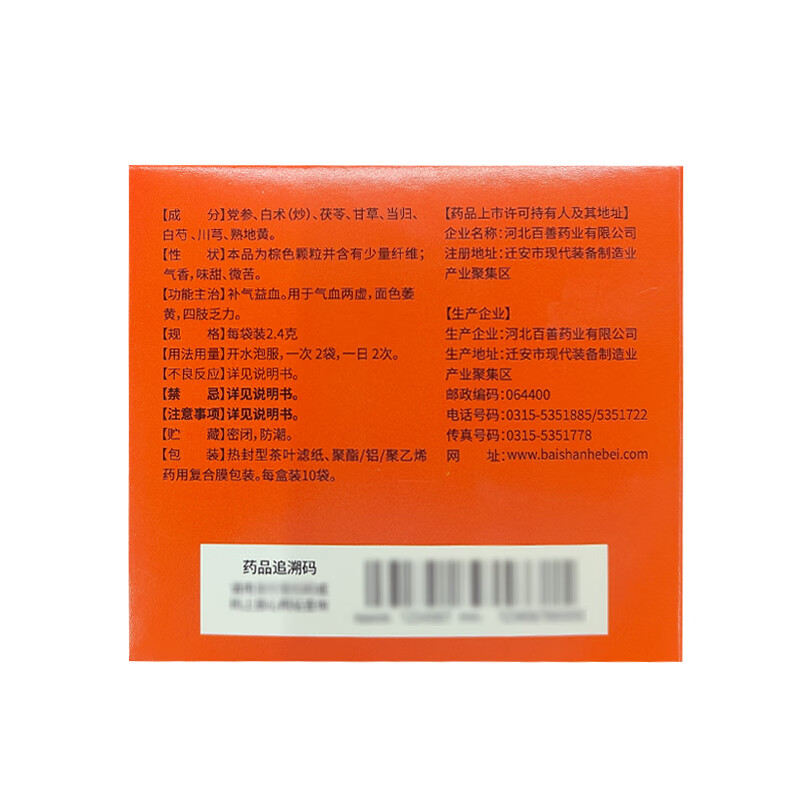 【成　　分】党参、白术（炒）、茯苓、甘草、当归、
白芍、川芎、熟地黄。
【性　　状】本品为棕色颗粒并含有少量纤维；
气香，味甜、微苦。
【功能主治】补气益血。用于气血两虚，面色萎
黄，四肢乏力。
【规　　格】每袋装2.4克
【用法用量】开水泡服，一次 2袋，一日 2次。
【不良反应】详见说明书。
【禁　　忌】详见说明书。
【注意事项】详见说明书。
【贮　　藏】密闭，防潮。
【包　　装】热封型茶叶滤纸、聚酯/铝/聚乙烯
药用复合膜包装。每盒装10袋。
【药品上市许可持有人及其地址】
企业名称：河北百善药业有限公司
注册地址：迁安市现代装备制造业
产业聚集区
【生产企业】
生产企业：河北百善药业有限公司
生产地址：迁安市现代装备制造业
产业聚集区
邮政编码：064400
电话号码：0315-5351885/5351722
传真号码：0315-5351778
网　　址：www.baishanhebei.com
药品追溯码